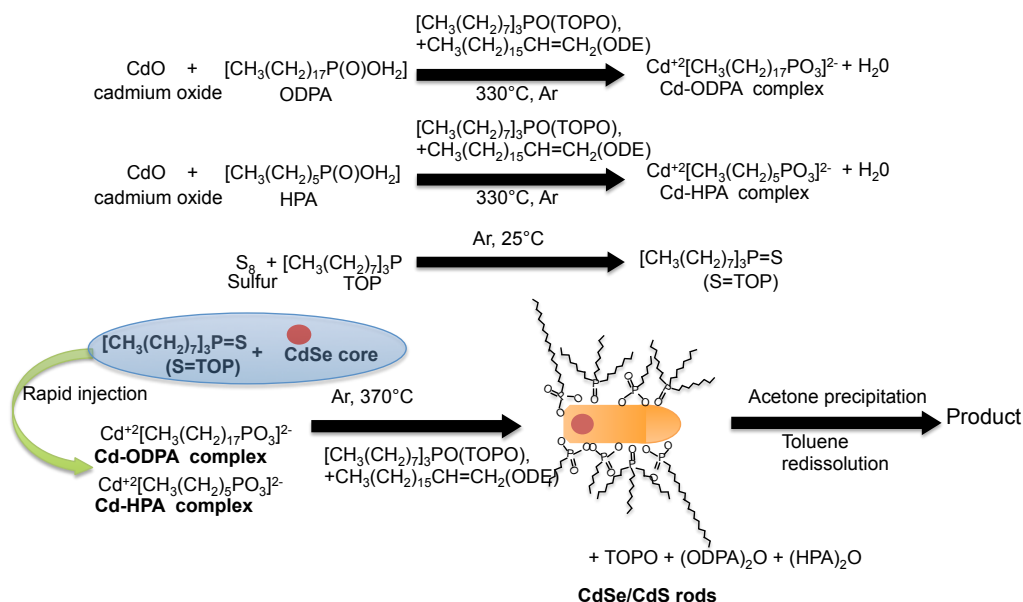 [CH₃(CH₂)₇]₃PO(TOPO),
+CH₃(CH₂)₁₅CH=CH₂(ODE)
CdO + [CH₃(CH₂)₁₇P(O)OH₂]
cadmium oxide ODPA
330°C, Ar
Cd⁺²[CH₃(CH₂)₁₇PO₃]²⁻ + H₂0
Cd-ODPA complex
[CH₃(CH₂)₇]₃PO(TOPO),
+CH₃(CH₂)₁₅CH=CH₂(ODE)
CdO + [CH₃(CH₂)₅P(O)OH₂]
cadmium oxide HPA
330°C, Ar
Cd⁺²[CH₃(CH₂)₅PO₃]²⁻ + H₂0
Cd-HPA complex
Ar, 25°C
S₈ + [CH₃(CH₂)₇]₃P
Sulfur TOP
[CH₃(CH₂)₇]₃P=S
(S=TOP)
[CH₃(CH₂)₇]₃P=S + CdSe core
(S=TOP)
Rapid injection
Cd⁺²[CH₃(CH₂)₁₇PO₃]²⁻
Cd-ODPA complex
Cd⁺²[CH₃(CH₂)₅PO₃]²⁻
Cd-HPA complex
Ar, 370°C
[CH₃(CH₂)₇]₃PO(TOPO),
+CH₃(CH₂)₁₅CH=CH₂(ODE)
Acetone precipitation
Toluene
redissolution
Product
+ TOPO + (ODPA)₂O + (HPA)₂O
CdSe/CdS rods